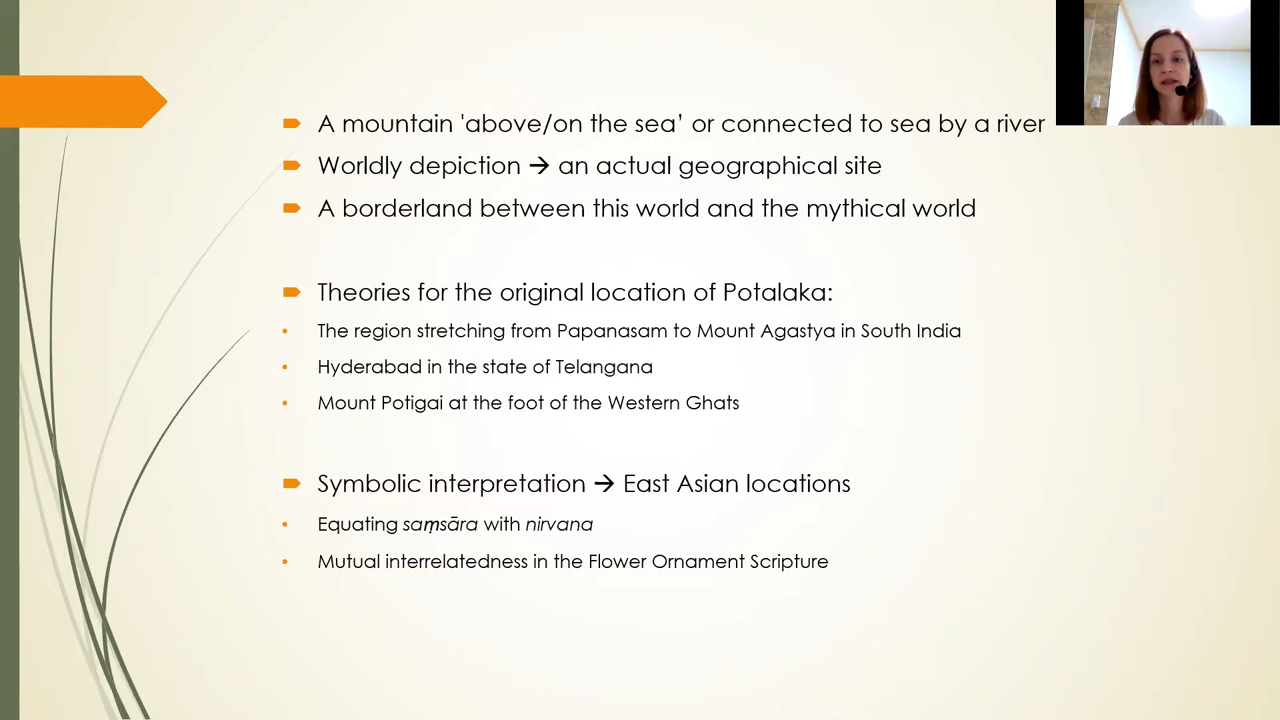 A mountain 'above/on the sea’ or connected to sea by a river
Worldly depiction → an actual geographical site
A borderland between this world and the mythical world
Theories for the original location of Potalaka:
The region stretching from Papanasam to Mount Agastya in South India
Hyderabad in the state of Telangana
Mount Potigai at the foot of the Western Ghats
Symbolic interpretation → East Asian locations
Equating saṃsāra with nirvana
Mutual interrelatedness in the Flower Ornament Scripture